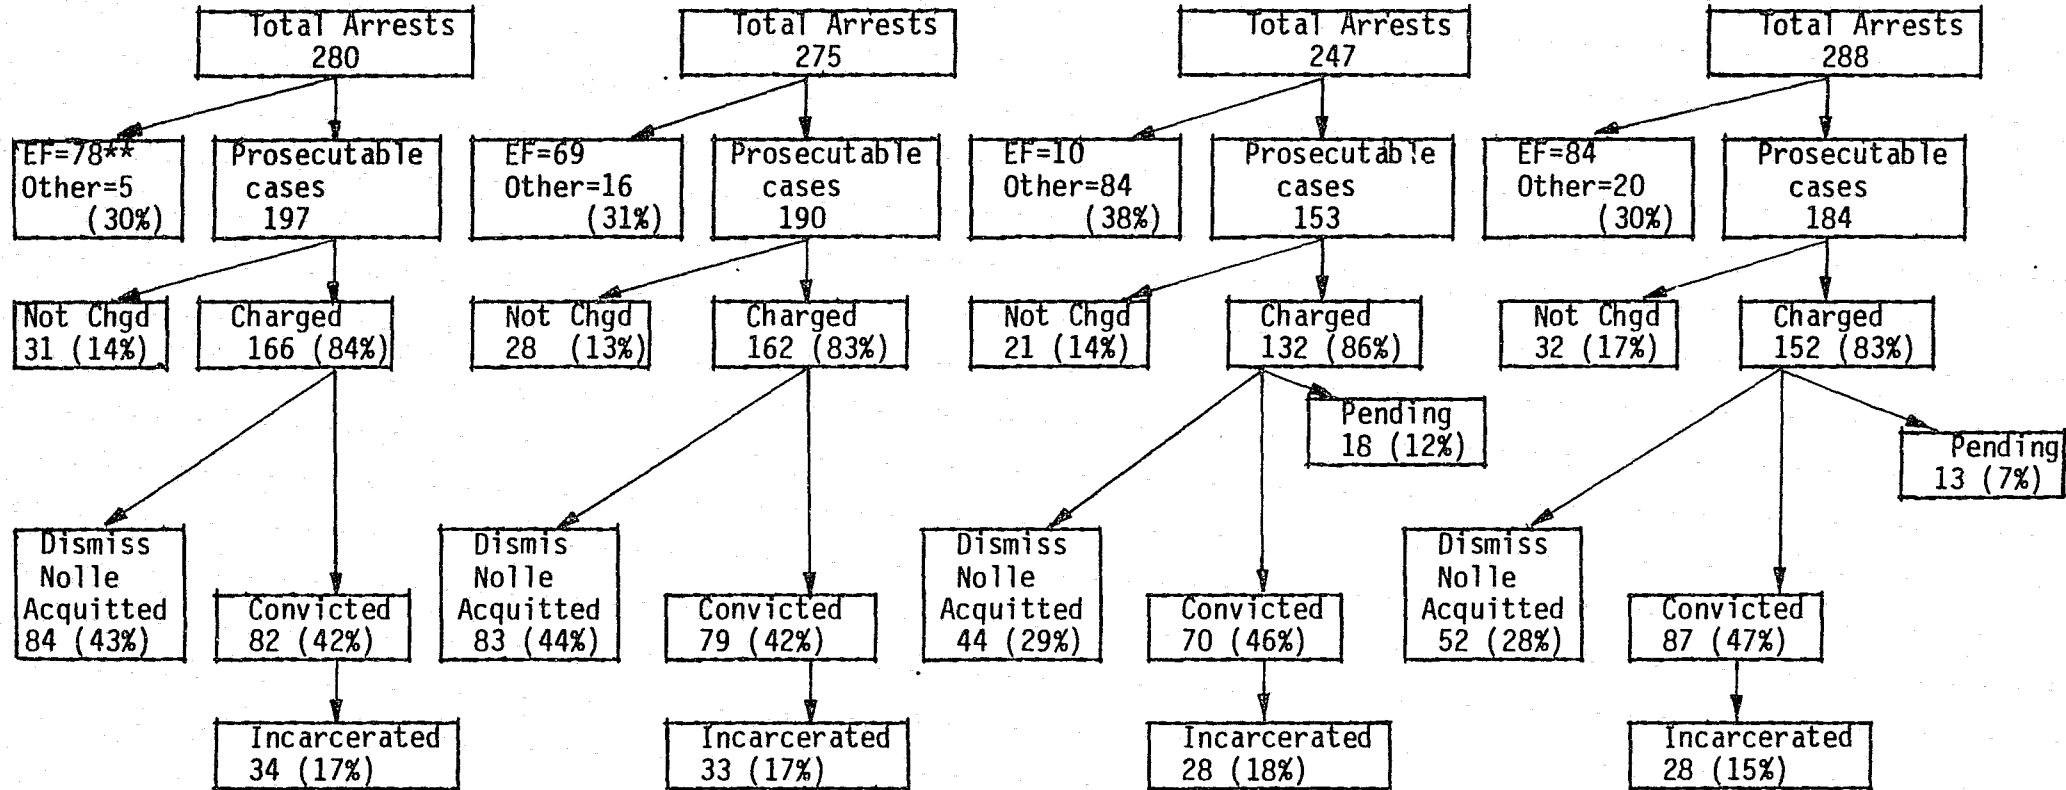 Total Arrests
280
Total Arrests
275
Total Arrests
247
Total Arrests
288
EF=78**
Other=5
(30%)
Prosecutable
cases
197
EF=69
Other=16
(31%)
Prosecutable
cases
190
EF=10
Other=84
(38%)
Prosecutable
cases
153
EF=84
Other=20
(30%)
Prosecutable
cases
184
Not Chgd
31 (14%)
Charged
166 (84%)
Not Chgd
28 (13%)
Charged
162 (83%)
Not Chgd
21 (14%)
Charged
132 (86%)
Not Chgd
32 (17%)
Charged
152 (83%)
Pending
18 (12%)
Pending
13 (7%)
Dismiss
Nolle
Acquitted
84 (43%)
Convicted
82 (42%)
Dismis
Nolle
Acquitted
83 (44%)
Convicted
79 (42%)
Dismiss
Nolle
Acquitted
44 (29%)
Convicted
70 (46%)
Dismiss
Nolle
Acquitted
52 (28%)
Convicted
87 (47%)
Incarcerated
34 (17%)
Incarcerated
33 (17%)
Incarcerated
28 (18%)
Incarcerated
28 (15%)